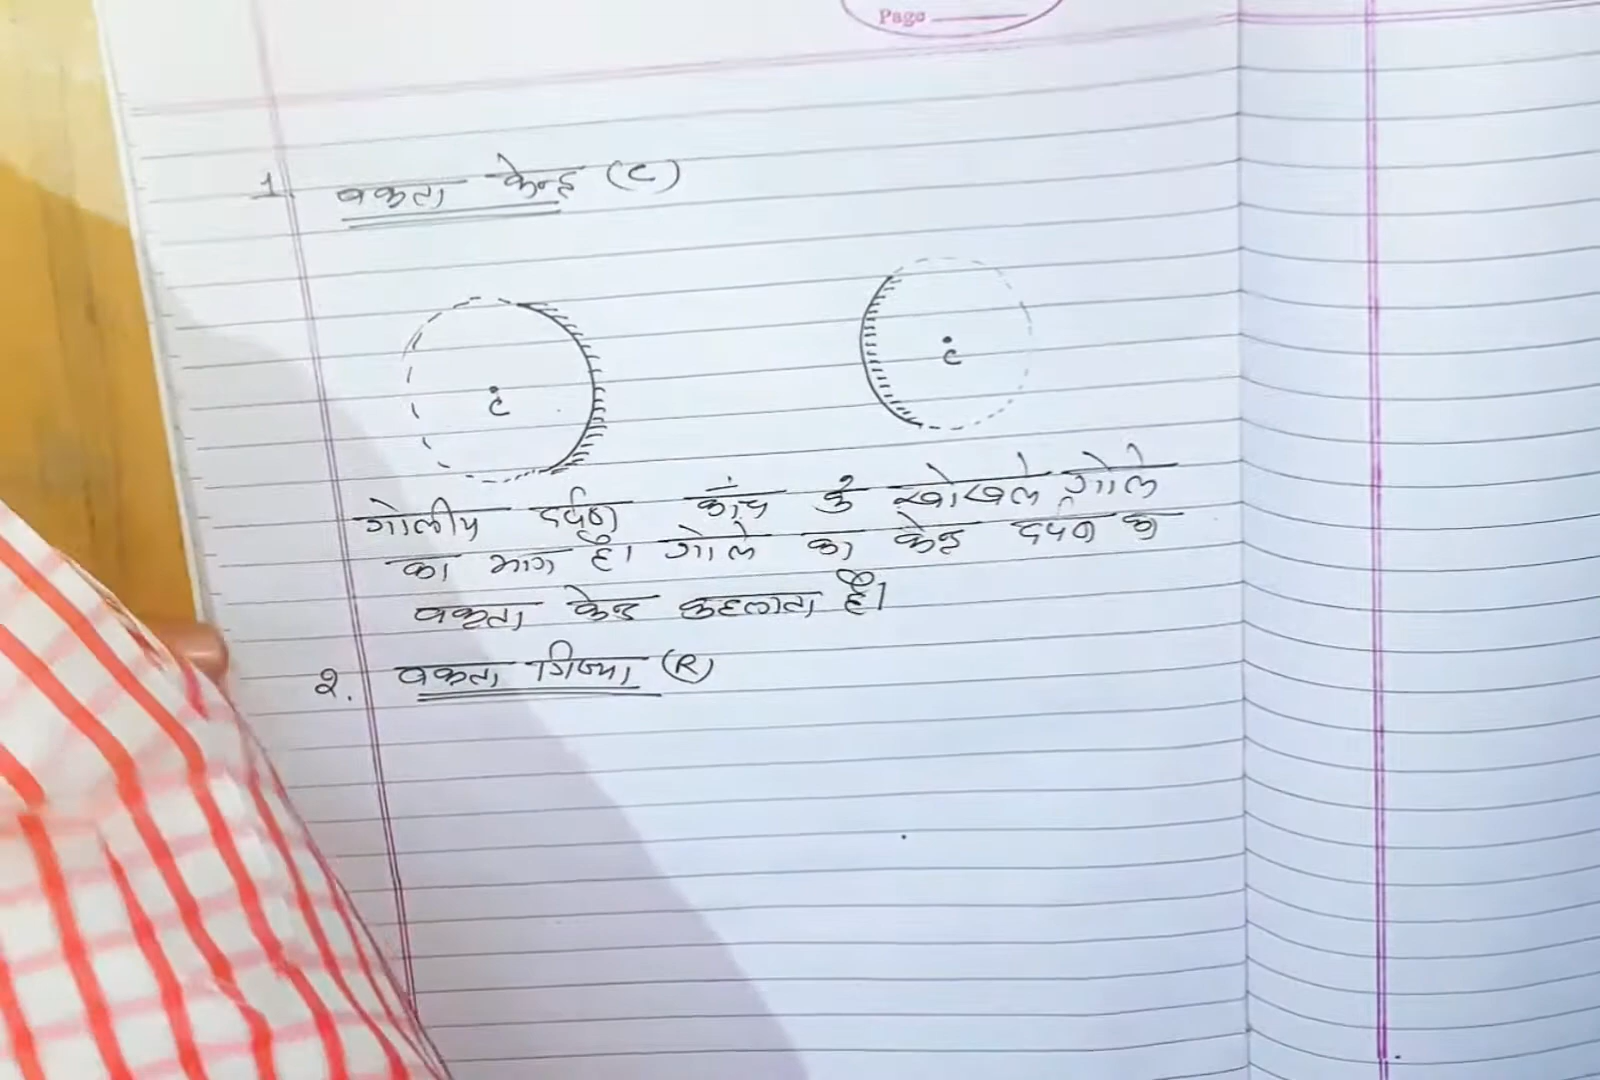 Page
1. वक्रता केन्द्र (C)
C
C
गोलीय दर्पण कांच के खोखले गोले
का भाग है। गोले का केन्द्र दर्पण का
वक्रता केन्द्र कहलाता है।
2. वक्रता त्रिज्या (R)